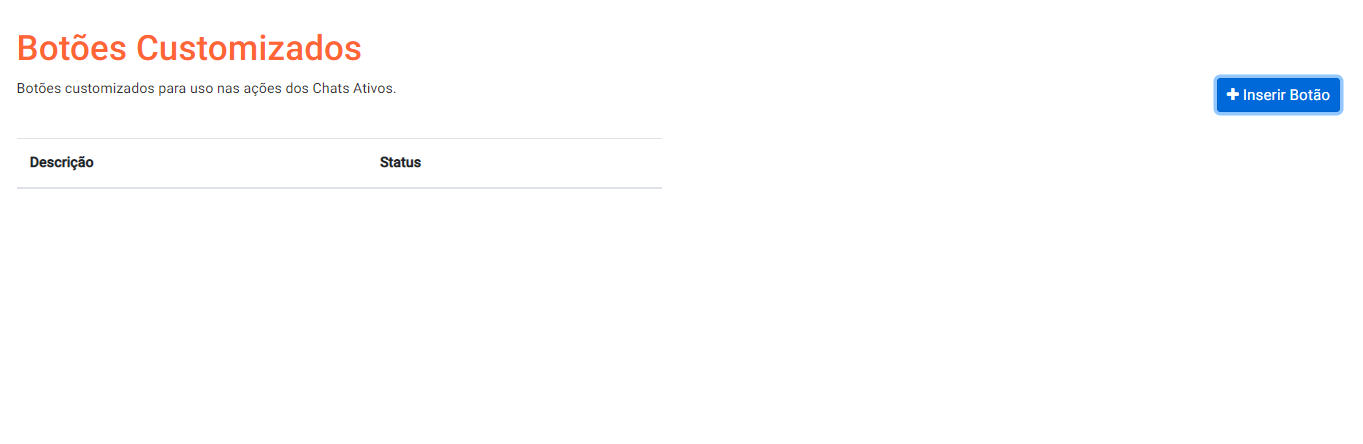 Botões Customizados
Botões customizados para uso nas ações dos Chats Ativos.
Inserir Botão
Descrição Status